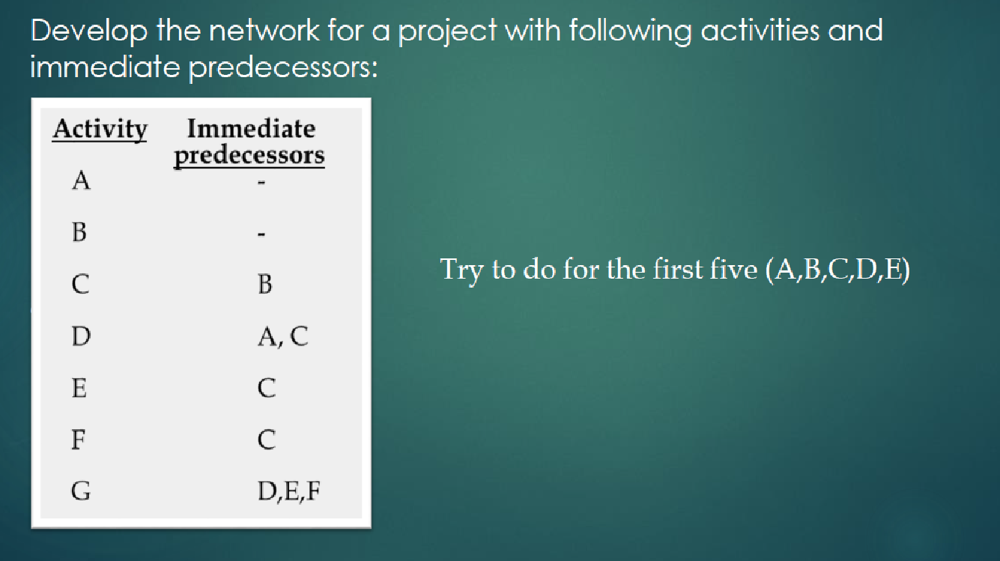 Develop the network for a project with following activities and
immediate predecessors:
Activity Immediate
predecessors
A -
B -
C B
D A, C
E C
F C
G D,E,F
Try to do for the first five (A,B,C,D,E)